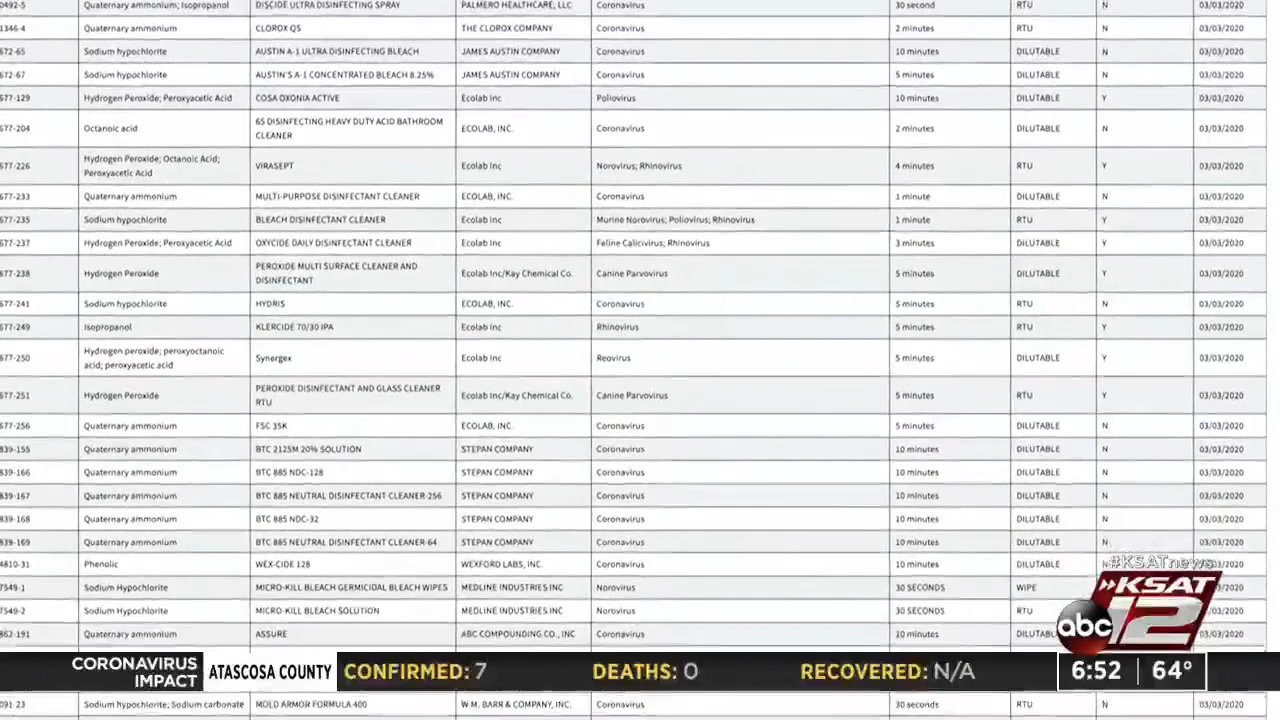 0492-5 Quaternary ammonium; Isopropanol DISCIDE ULTRA DISINFECTING SPRAY PALMERO HEALTHCARE, LLC Coronavirus 30 second RTU N 03/03/2020
1346-4 Quaternary ammonium CLOROX QS THE CLOROX COMPANY Coronavirus 2 minutes RTU N 03/03/2020
672-65 Sodium hypochlorite AUSTIN A-1 ULTRA DISINFECTING BLEACH JAMES AUSTIN COMPANY Coronavirus 10 minutes DILUTABLE N 03/03/2020
672-67 Sodium hypochlorite AUSTIN'S A-1 CONCENTRATED BLEACH 8.25% JAMES AUSTIN COMPANY Coronavirus 5 minutes DILUTABLE N 03/03/2020
677-129 Hydrogen Peroxide; Peroxyacetic Acid COSA OXONIA ACTIVE Ecolab Inc Poliovirus 10 minutes DILUTABLE Y 03/03/2020
677-204 Octanoic acid 65 DISINFECTING HEAVY DUTY ACID BATHROOM
CLEANER ECOLAB, INC. Coronavirus 2 minutes DILUTABLE N 03/03/2020
677-226 Hydrogen Peroxide; Octanoic Acid;
Peroxyacetic Acid VIRASEPT Ecolab Inc Norovirus; Rhinovirus 4 minutes RTU Y 03/03/2020
677-233 Quaternary ammonium MULTI-PURPOSE DISINFECTANT CLEANER ECOLAB, INC. Coronavirus 1 minute DILUTABLE N 03/03/2020
677-235 Sodium hypochlorite BLEACH DISINFECTANT CLEANER Ecolab Inc Murine Norovirus; Poliovirus; Rhinovirus 1 minute RTU Y 03/03/2020
677-237 Hydrogen Peroxide; Peroxyacetic Acid OXYCIDE DAILY DISINFECTANT CLEANER Ecolab Inc Feline Calicivirus; Rhinovirus 3 minutes DILUTABLE Y 03/03/2020
677-238 Hydrogen Peroxide PEROXIDE MULTI SURFACE CLEANER AND
DISINFECTANT Ecolab Inc/Kay Chemical Co. Canine Parvovirus 5 minutes DILUTABLE Y 03/03/2020
677-241 Sodium hypochlorite HYDRIS ECOLAB, INC. Coronavirus 5 minutes RTU N 03/03/2020
677-249 Isopropanol KLERCIDE 70/30 IPA Ecolab Inc Rhinovirus 5 minutes RTU Y 03/03/2020
677-250 Hydrogen peroxide; peroxyoctanoic
acid; peroxyacetic acid Synergex Ecolab Inc Reovirus 5 minutes DILUTABLE Y 03/03/2020
677-251 Hydrogen Peroxide PEROXIDE DISINFECTANT AND GLASS CLEANER
RTU Ecolab Inc/Kay Chemical Co. Canine Parvovirus 5 minutes RTU Y 03/03/2020
677-256 Quaternary ammonium FSC 35K ECOLAB, INC. Coronavirus 5 minutes DILUTABLE N 03/03/2020
839-155 Quaternary ammonium BTC 2125M 20% SOLUTION STEPAN COMPANY Coronavirus 10 minutes DILUTABLE N 03/03/2020
839-166 Quaternary ammonium BTC 885 NDC-128 STEPAN COMPANY Coronavirus 10 minutes DILUTABLE N 03/03/2020
839-167 Quaternary ammonium BTC 885 NEUTRAL DISINFECTANT CLEANER-256 STEPAN COMPANY Coronavirus 10 minutes DILUTABLE N 03/03/2020
839-168 Quaternary ammonium BTC 885 NDC-32 STEPAN COMPANY Coronavirus 10 minutes DILUTABLE N 03/03/2020
839-169 Quaternary ammonium BTC 885 NEUTRAL DISINFECTANT CLEANER-64 STEPAN COMPANY Coronavirus 10 minutes DILUTABLE N 03/03/2020
4810-31 Phenolic WEX-CIDE 128 WEXFORD LABS, INC. Coronavirus 10 minutes DILUTABLE
7549-1 Sodium Hypochlorite MICRO-KILL BLEACH GERMICIDAL BLEACH WIPES MEDLINE INDUSTRIES INC Norovirus 30 SECONDS WIPE
7549-2 Sodium Hypochlorite MICRO-KILL BLEACH SOLUTION MEDLINE INDUSTRIES INC Norovirus 30 SECONDS RTU
862-191 Quaternary ammonium ASSURE ABC COMPOUNDING CO., INC Coronavirus 10 minutes
#KSATnews
KSAT
abc 12
CORONAVIRUS
IMPACT
ATASCOSA COUNTY CONFIRMED: 7 DEATHS: 0 RECOVERED: N/A 6:52 64°
091-23 Sodium hypochlorite; Sodium carbonate MOLD ARMOR FORMULA 400 W.M. BARR & COMPANY, INC. Coronavirus 30 seconds RTU N 03/03/2020